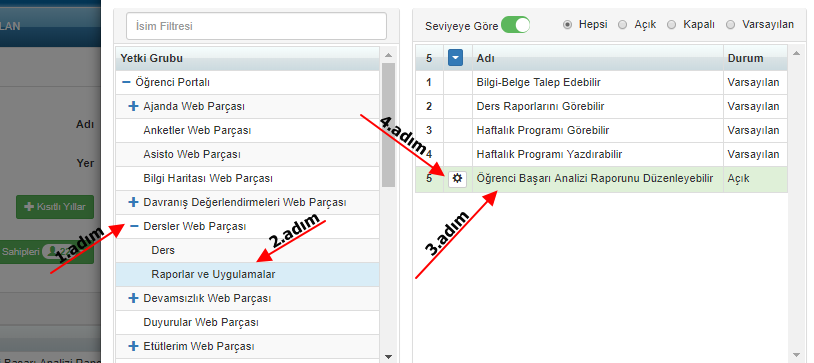 LAN
Adı
Yer
Kısıtlı Yıllar
Sahipleri
Başarı Analizi Rapo
İsim Filtresi
Yetki Grubu
Öğrenci Portalı
Ajanda Web Parçası
Anketler Web Parçası
Asisto Web Parçası
Bilgi Haritası Web Parçası
Davranış Değerlendirmeleri Web Parçası
Dersler Web Parçası
Ders
Raporlar ve Uygulamalar
Devamsızlık Web Parçası
Duyurular Web Parçası
Etütlerim Web Parçası
1.adım
2.adım
Seviyeye Göre Hepsi Açık Kapalı Varsayılan
5 Adı Durum
1 Bilgi-Belge Talep Edebilir Varsayılan
2 Ders Raporlarını Görebilir Varsayılan
3 Haftalık Programı Görebilir Varsayılan
4 Haftalık Programı Yazdırabilir Varsayılan
5 Öğrenci Başarı Analizi Raporunu Düzenleyebilir Açık
4.adım
3.adım